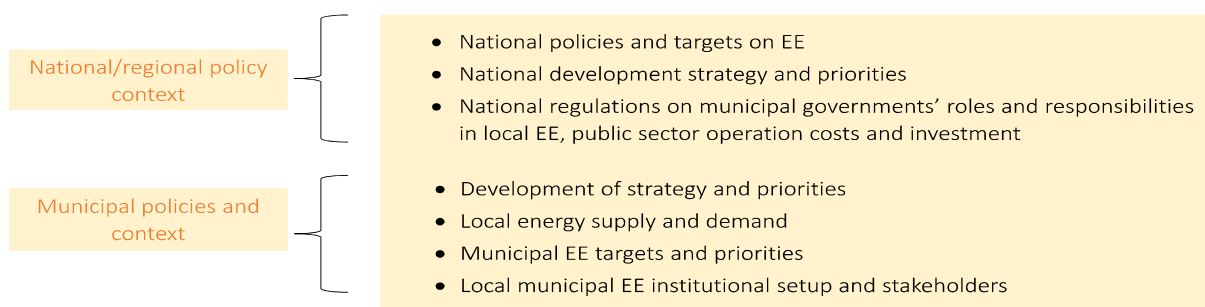 National/regional policy
context
• National policies and targets on EE
• National development strategy and priorities
• National regulations on municipal governments’ roles and responsibilities
in local EE, public sector operation costs and investment
Municipal policies and
context
• Development of strategy and priorities
• Local energy supply and demand
• Municipal EE targets and priorities
• Local municipal EE institutional setup and stakeholders